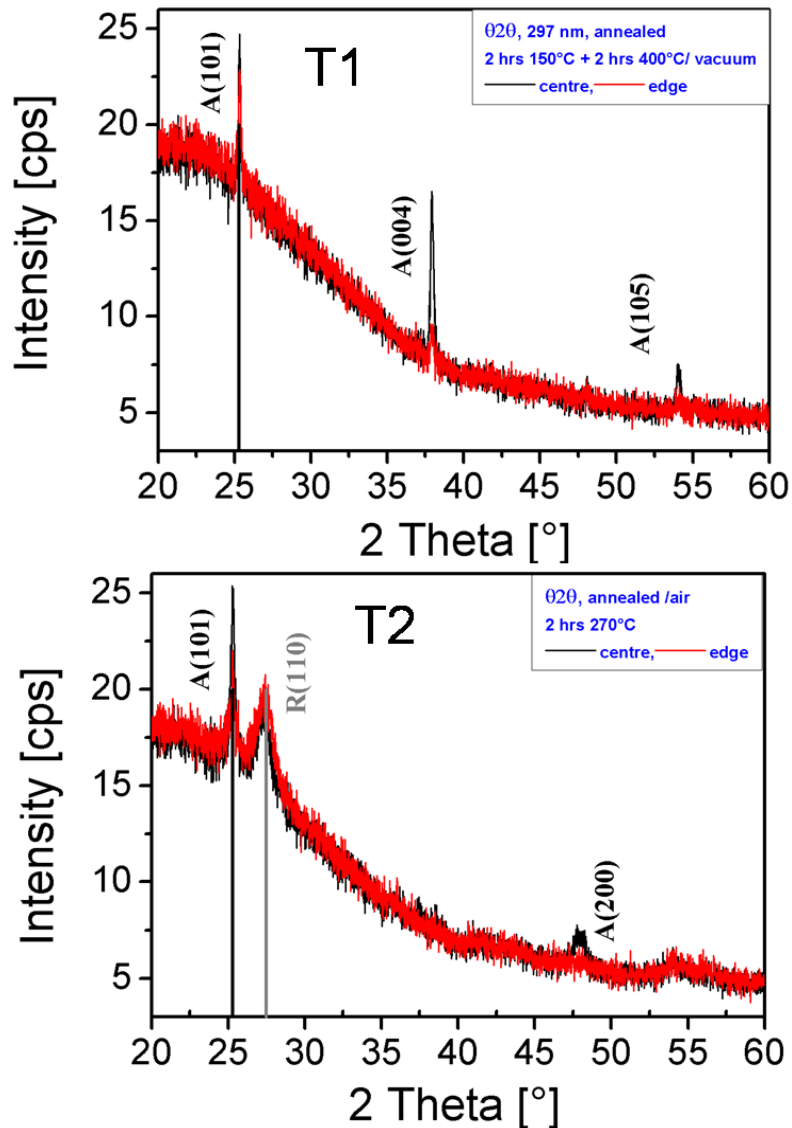 T1
θ2θ, 297 nm, annealed
2 hrs 150°C + 2 hrs 400°C/ vacuum
centre, edge
A(101)
A(004)
A(105)
Intensity [cps]
25
20
15
10
5
20 25 30 35 40 45 50 55 60
2 Theta [°]
T2
θ2θ, annealed /air
2 hrs 270°C
centre, edge
A(101)
R(110)
A(200)
Intensity [cps]
25
20
15
10
5
20 25 30 35 40 45 50 55 60
2 Theta [°]